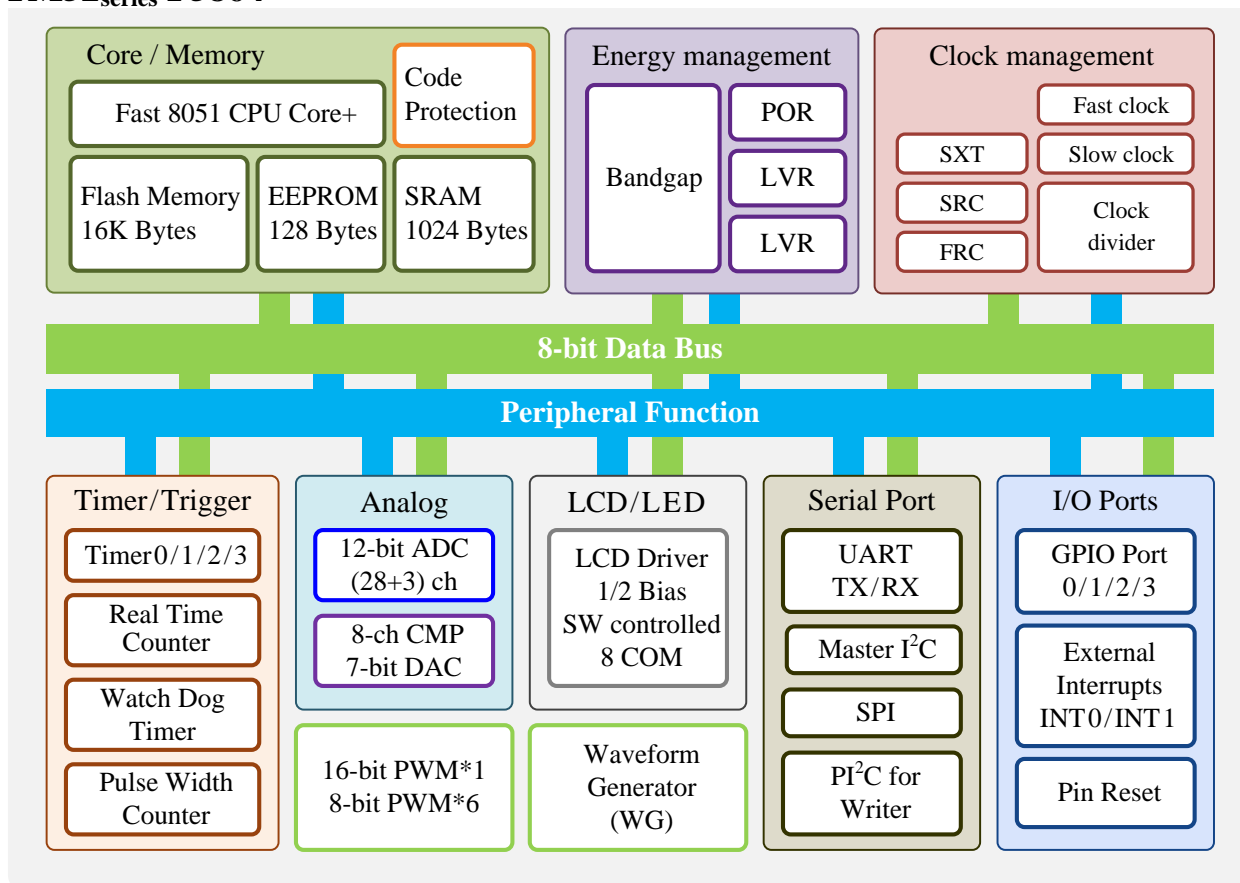 Core / Memory
Code
Protection
Fast 8051 CPU Core+
Flash Memory
16K Bytes
EEPROM
128 Bytes
SRAM
1024 Bytes
Energy management
Bandgap
POR
LVR
LVR
Clock management
Fast clock
SXT
Slow clock
SRC
Clock
divider
FRC
8-bit Data Bus
Peripheral Function
Timer/Trigger
Timer0/1/2/3
Real Time
Counter
Watch Dog
Timer
Pulse Width
Counter
Analog
12-bit ADC
(28+3) ch
8-ch CMP
7-bit DAC
16-bit PWM*1
8-bit PWM*6
LCD/LED
LCD Driver
1/2 Bias
SW controlled
8 COM
Waveform
Generator
(WG)
Serial Port
UART
TX/RX
Master I²C
SPI
PI²C for
Writer
I/O Ports
GPIO Port
0/1/2/3
External
Interrupts
INT0/INT1
Pin Reset